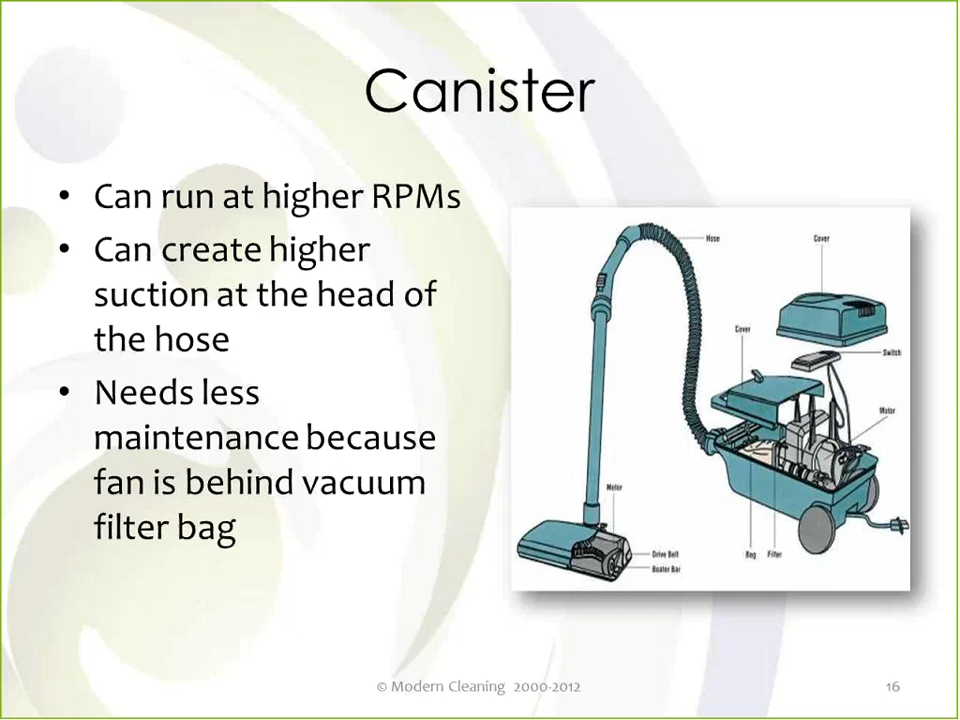 Canister
• Can run at higher RPMs
• Can create higher
suction at the head of
the hose
• Needs less
maintenance because
fan is behind vacuum
filter bag
Hose
Cover
Cover
Switch
Motor
Motor
Drive Belt
Beater Bar
Bag
Filter
© Modern Cleaning 2000-2012
16